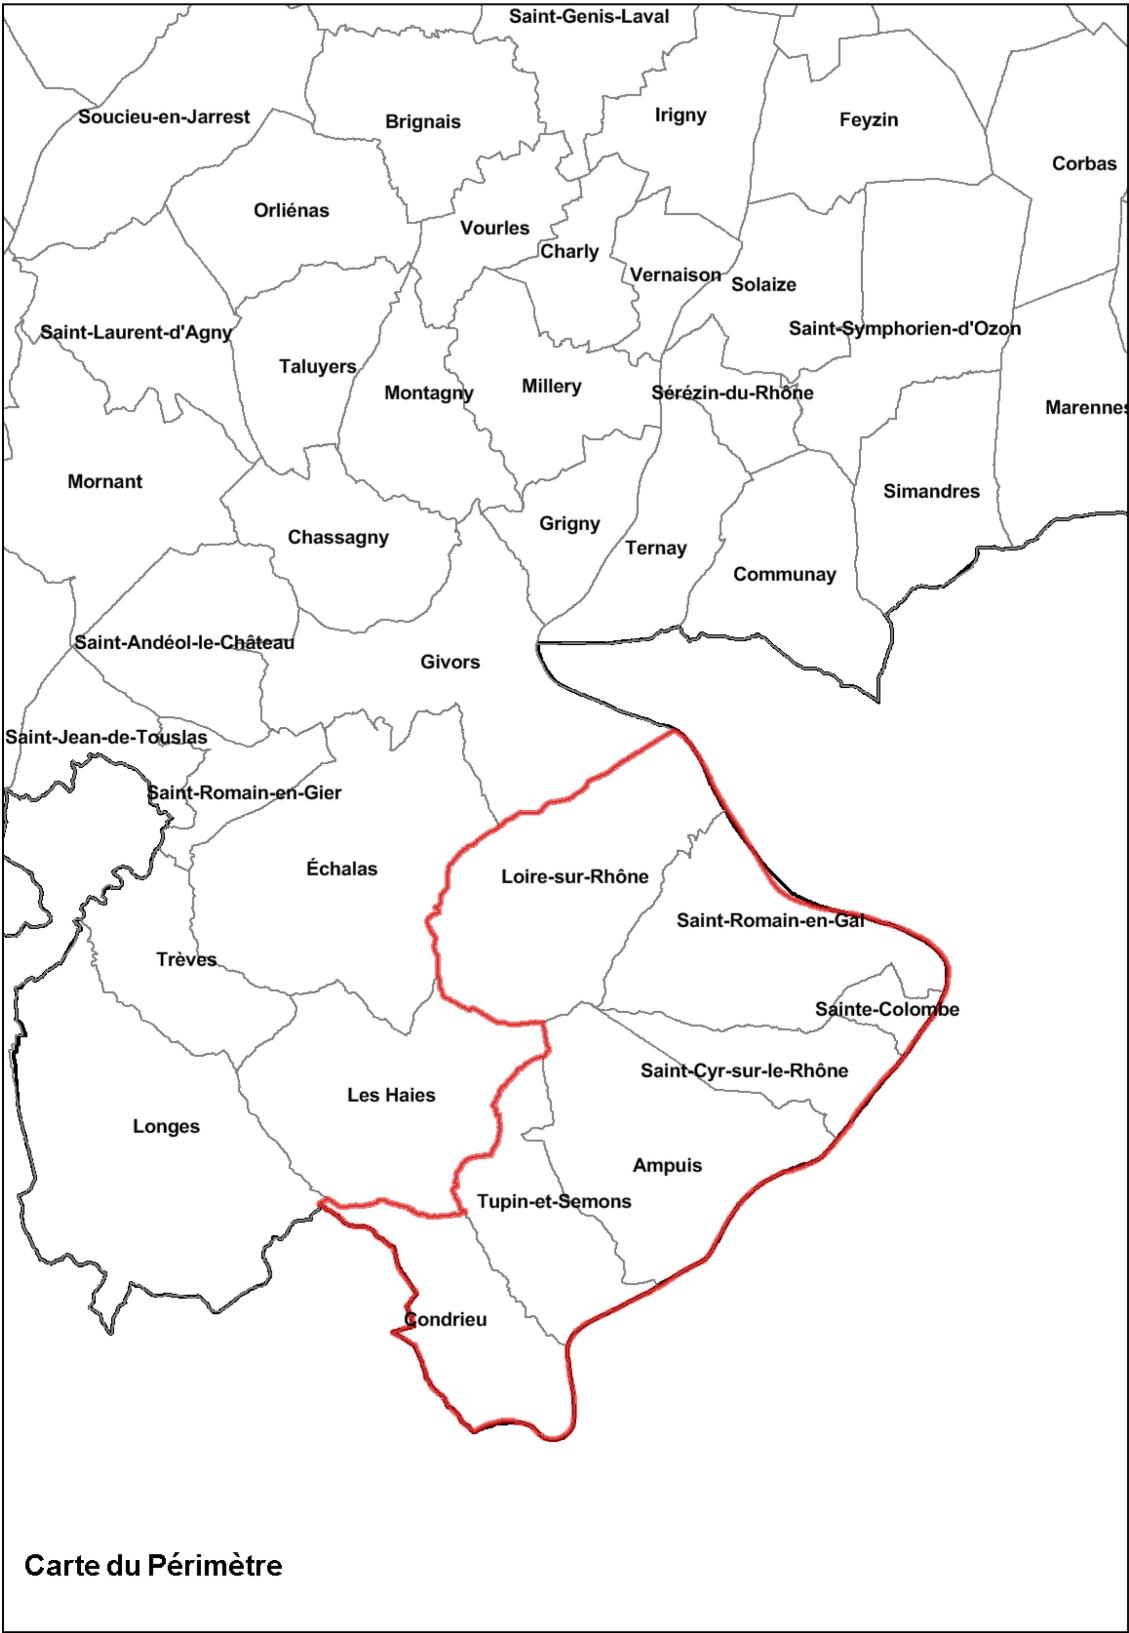 Saint-Genis-Laval
Soucieu-en-Jarrest
Brignais
Irigny
Feyzin
Corbas
Orliénas
Vourles
Charly
Vernaison
Solaize
Saint-Laurent-d'Agny
Saint-Symphorien-d'Ozon
Taluyers
Montagny
Millery
Sérézin-du-Rhône
Marennes
Mornant
Simandres
Chassagny
Grigny
Ternay
Communay
Saint-Andéol-le-Château
Givors
Saint-Jean-de-Touslas
Saint-Romain-en-Gier
Échalas
Loire-sur-Rhône
Saint-Romain-en-Gal
Trèves
Sainte-Colombe
Saint-Cyr-sur-le-Rhône
Les Haies
Longes
Ampuis
Tupin-et-Semons
Condrieu
Carte du Périmètre